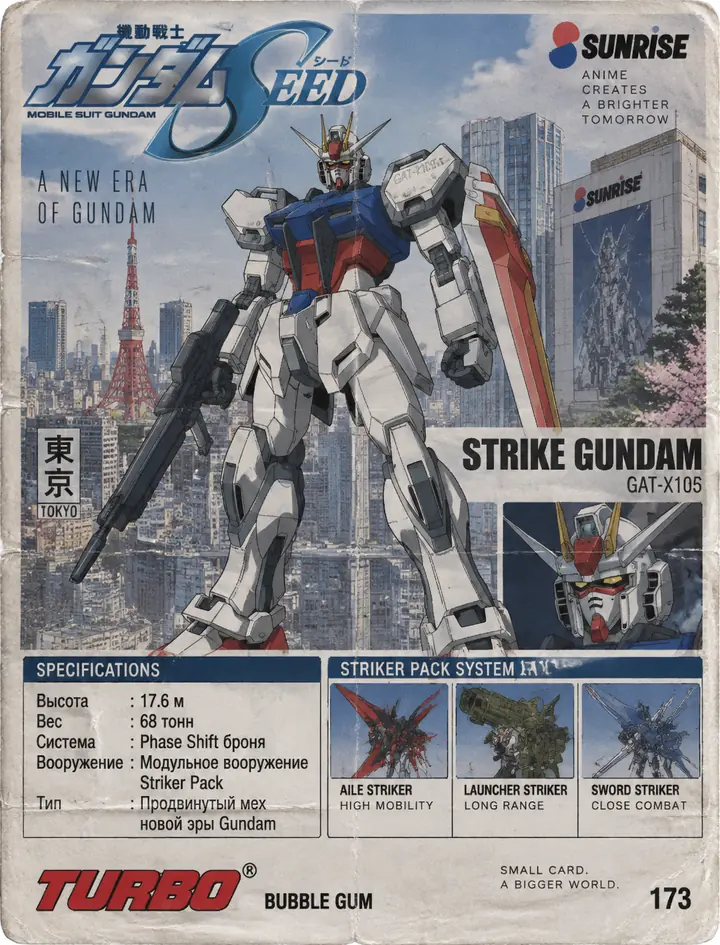 機動戦士
ガンダム
シード
SEED
MOBILE SUIT GUNDAM
SUNRISE
ANIME
CREATES
A BRIGHTER
TOMORROW
A NEW ERA
OF GUNDAM
GAT-X105
SUNRISE
東京
TOKYO
STRIKE GUNDAM
GAT-X105
SPECIFICATIONS
Высота : 17.6 м
Вес : 68 тонн
Система : Phase Shift броня
Вооружение : Модульное вооружение
Striker Pack
Тип : Продвинутый мех
новой эры Gundam
STRIKER PACK SYSTEM
AILE STRIKER
HIGH MOBILITY
LAUNCHER STRIKER
LONG RANGE
SWORD STRIKER
CLOSE COMBAT
TURBO®
BUBBLE GUM
SMALL CARD.
A BIGGER WORLD.
173